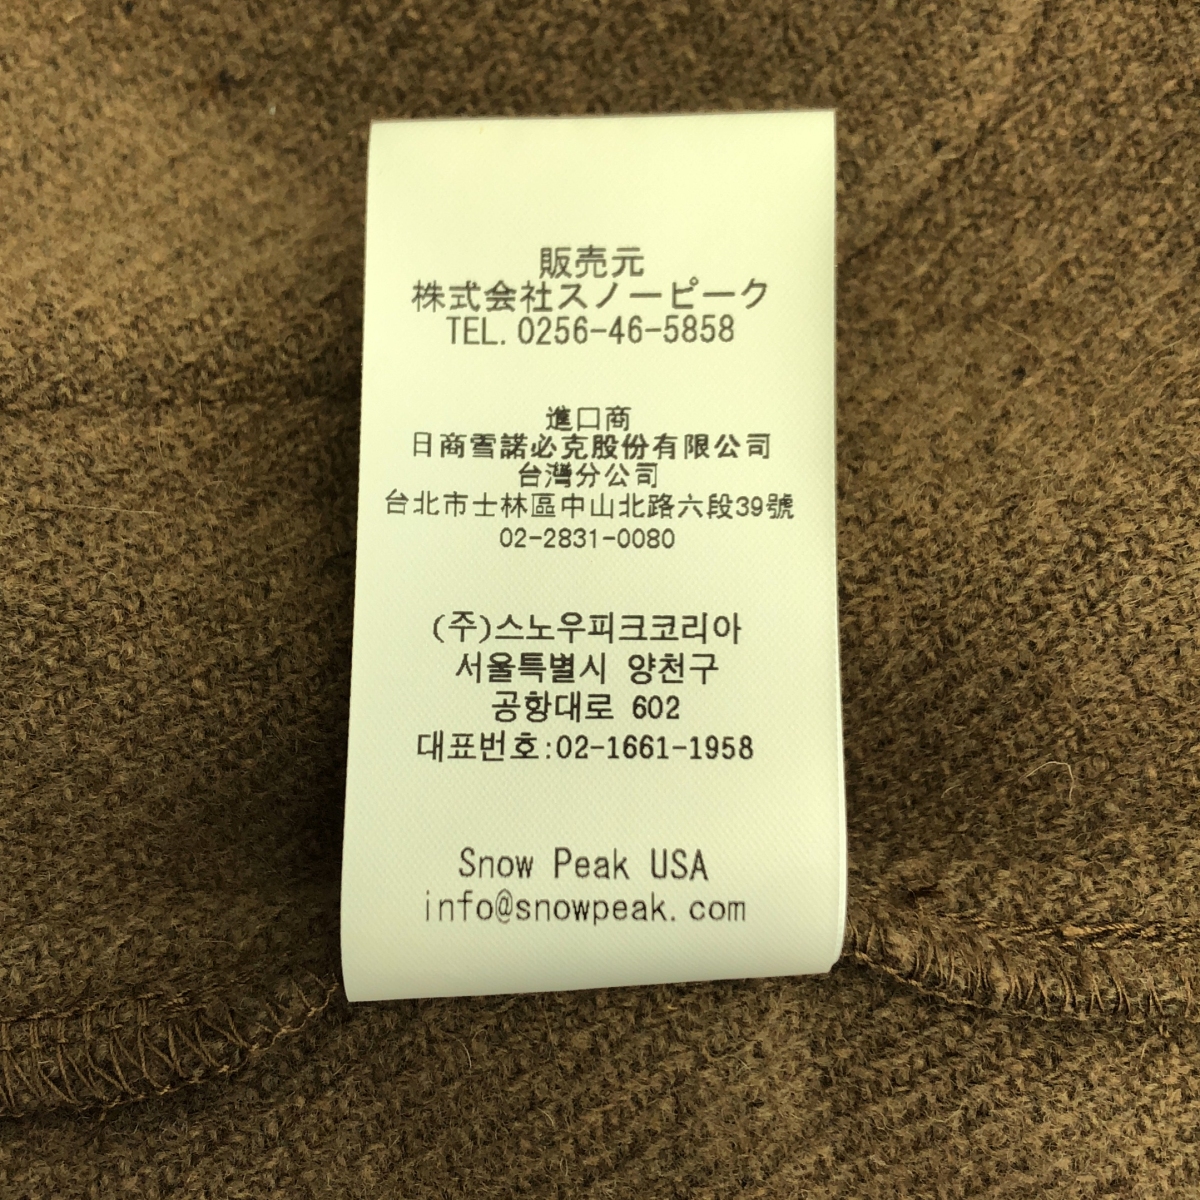 販売元
株式会社スノーピーク
TEL.0256-46-5858
進口商
日商雪諾必克股份有限公司
台灣分公司
台北市士林區中山北路六段39號
02-2831-0080
(주)스노우피크코리아
서울특별시 양천구
공항대로 602
대표번호:02-1661-1958
Snow Peak USA
info@snowpeak.com